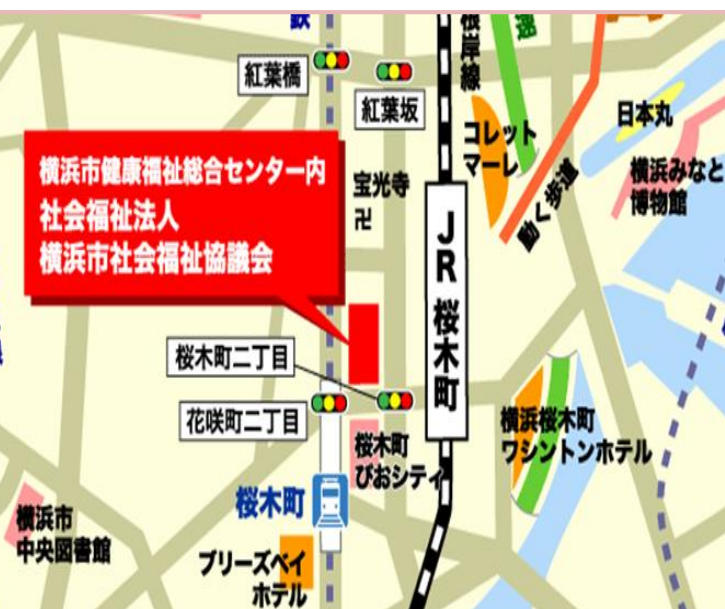 鉄
根岸線
紅葉橋
紅葉坂
コレット
マーレ
日本丸
動く歩道
横浜みなと
博物館
横浜市健康福祉総合センター内
社会福祉法人
横浜市社会福祉協議会
宝光寺
卍
JR 桜木町
桜木町二丁目
花咲町二丁目
桜木町
ぴおシティ
横浜桜木町
ワシントンホテル
桜木町
横浜市
中央図書館
ブリーズベイ
ホテル